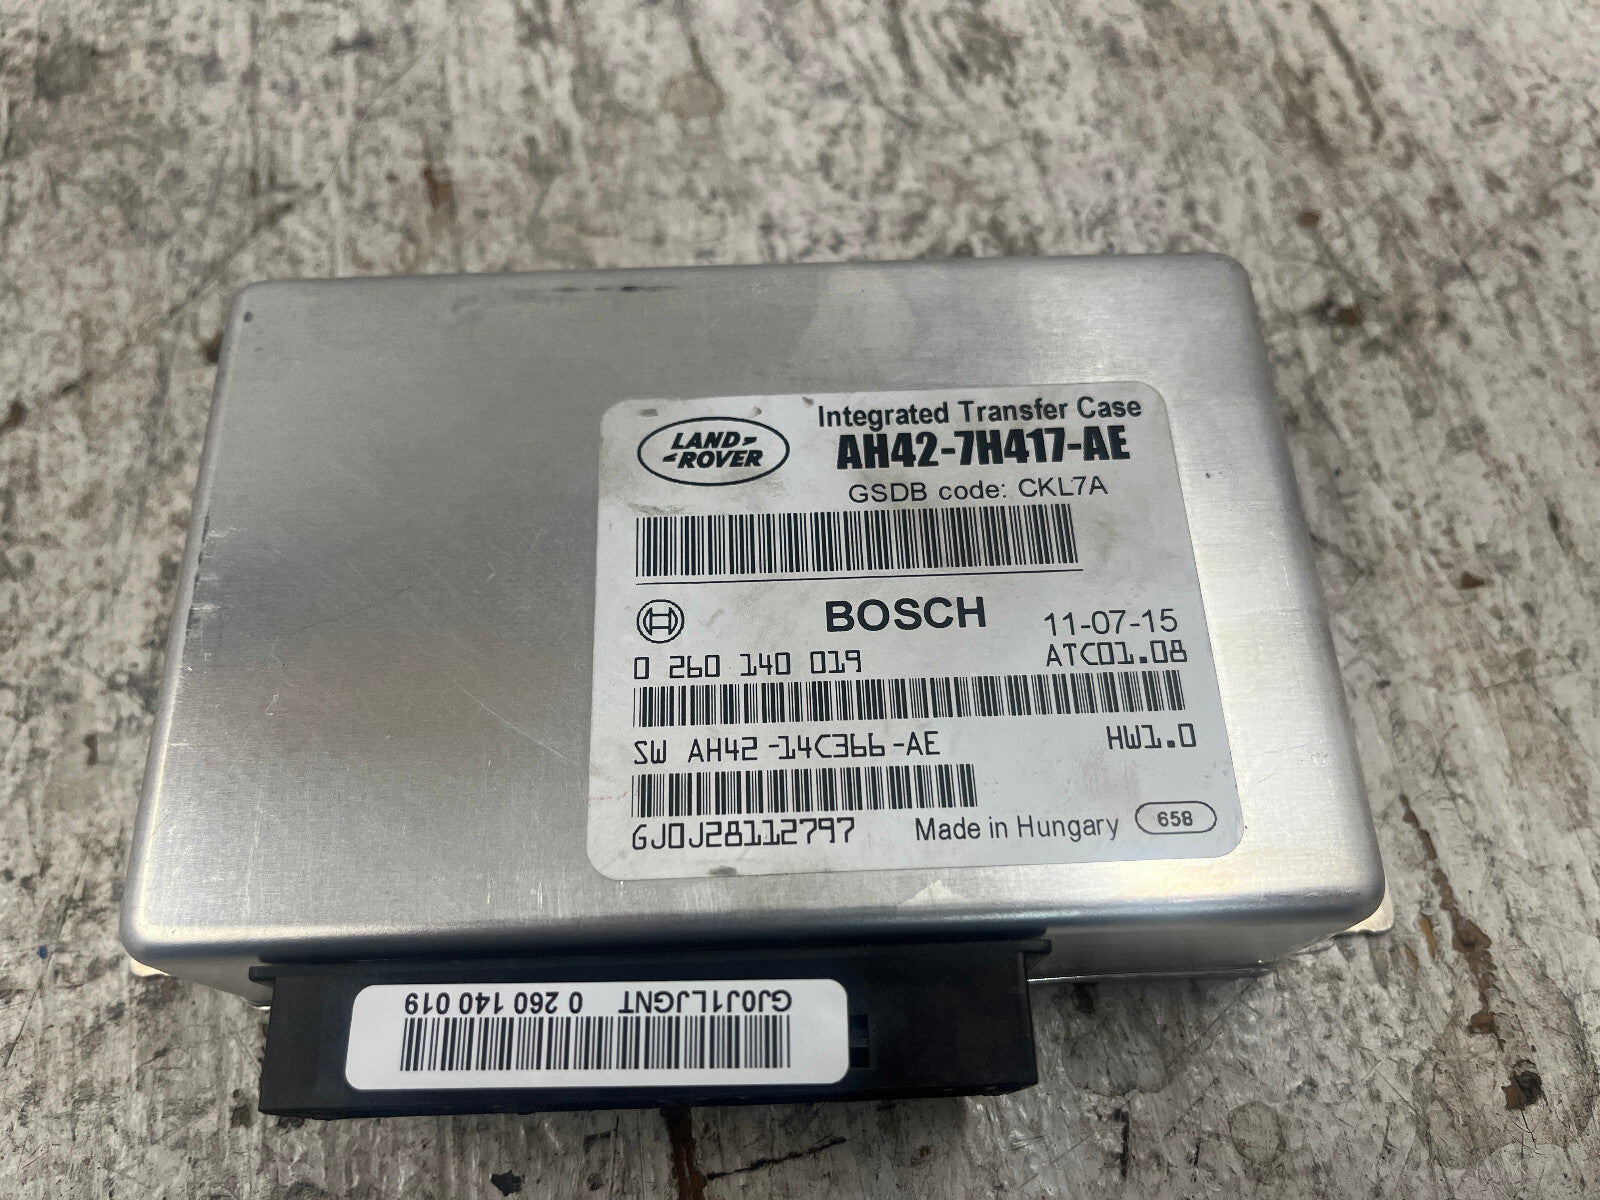 LAND-
-ROVER
Integrated Transfer Case
AH42-7H417-AE
GSDB code: CKL7A
BOSCH
11-07-15
0 260 140 019
ATC01.08
SW AH42-14C366-AE
HW1.0
GJ0J28112797
Made in Hungary
658
GJ0J1LJGNT 0 260 140 019